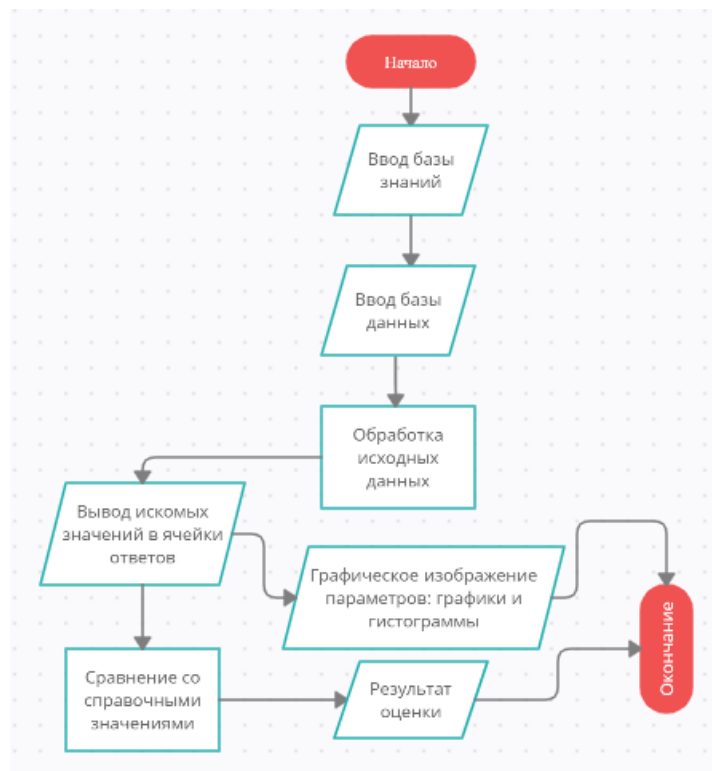 Начало
Ввод базы
знаний
Ввод базы
данных
Обработка
исходных
данных
Вывод искомых
значений в ячейки
ответов
Графическое изображение
параметров: графики и
гистограммы
Сравнение со
справочными
значениями
Результат
оценки
Окончание